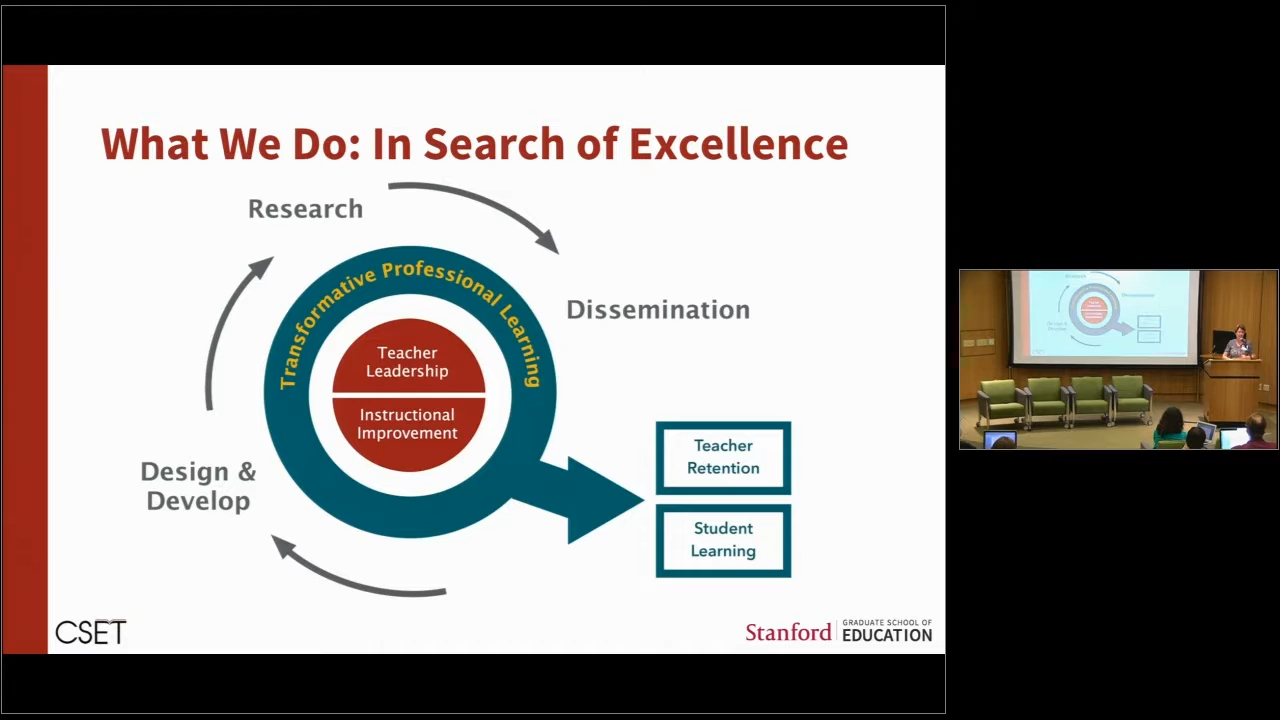 What We Do: In Search of Excellence
Research
Transformative Professional Learning
Dissemination
Teacher
Leadership
Instructional
Improvement
Design &
Develop
Teacher
Retention
Student
Learning
CSET
Stanford
GRADUATE SCHOOL OF
EDUCATION